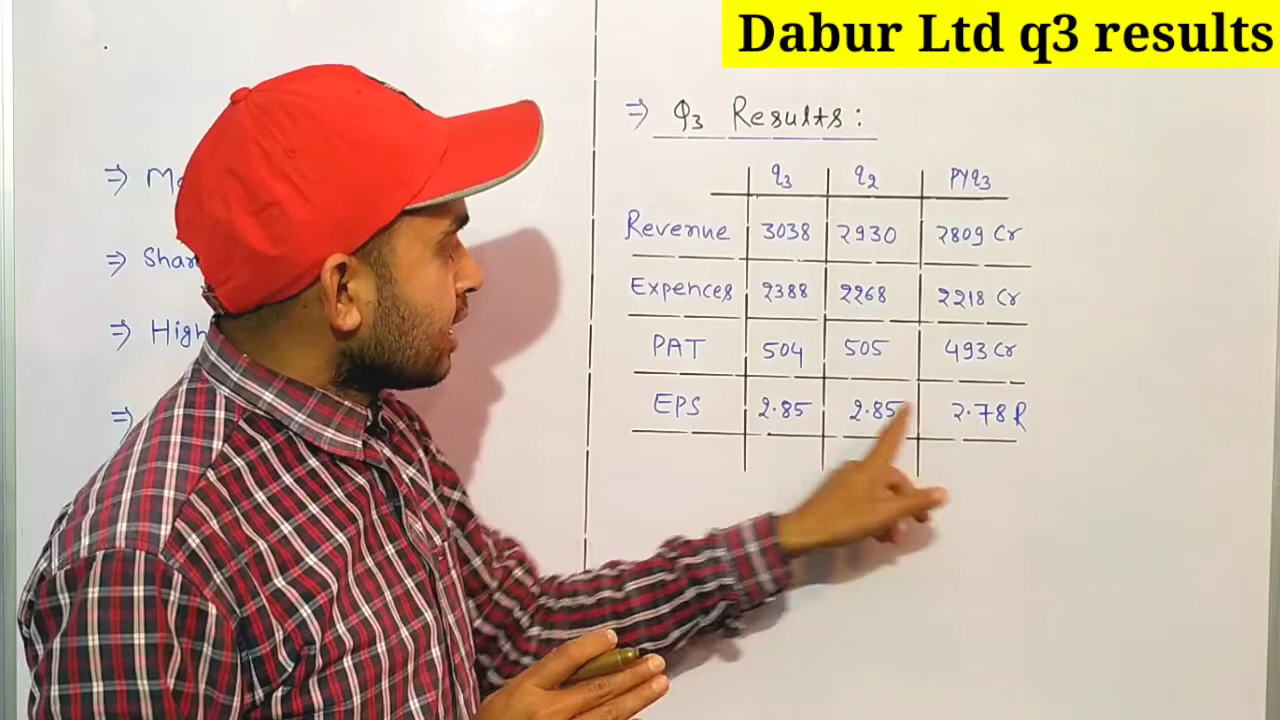 Dabur Ltd q3 results
⇒ Q3 Results:
q3 q2 PYq3
Revenue 3038 2930 2809 Cr
Expences 2388 2268 2218 Cr
PAT 504 505 493 Cr
EPS 2.85 2.85 2.78 R
⇒
⇒
⇒ High
⇒